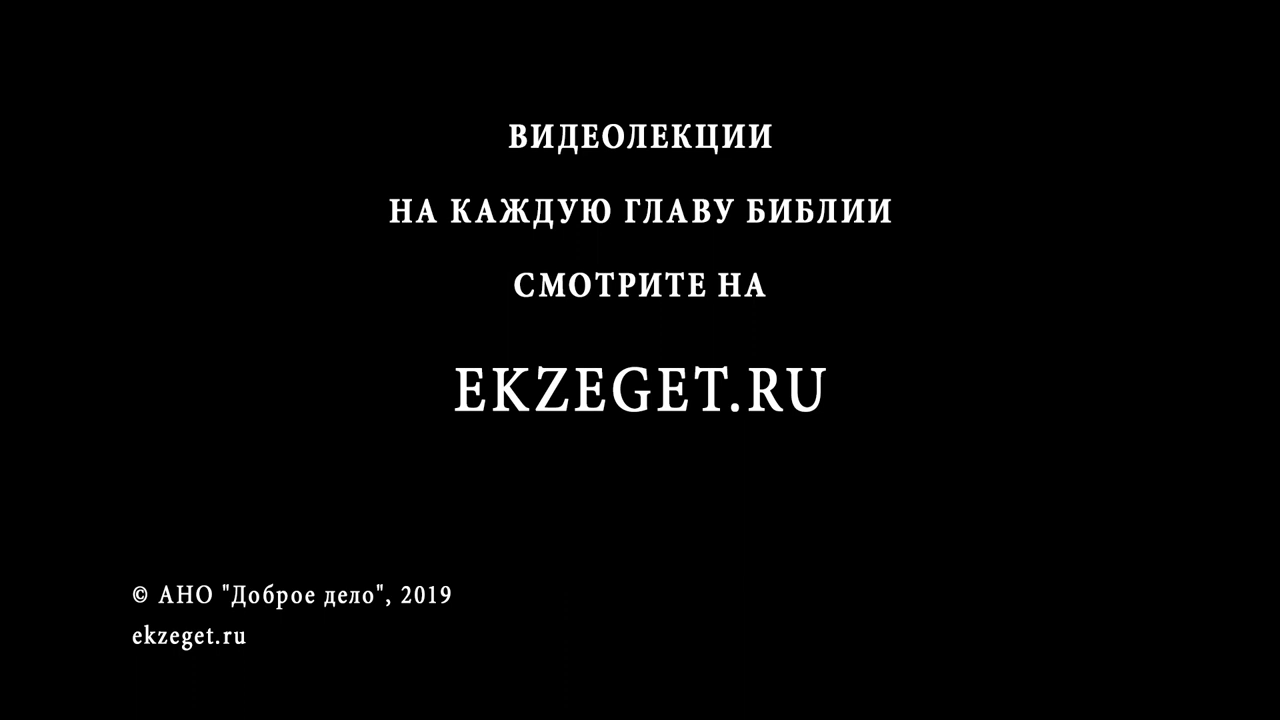 ВИДЕОЛЕКЦИИ
НА КАЖДУЮ ГЛАВУ БИБЛИИ
СМОТРИТЕ НА
EKZEGET.RU
© АНО "Доброе дело", 2019
ekzeget.ru